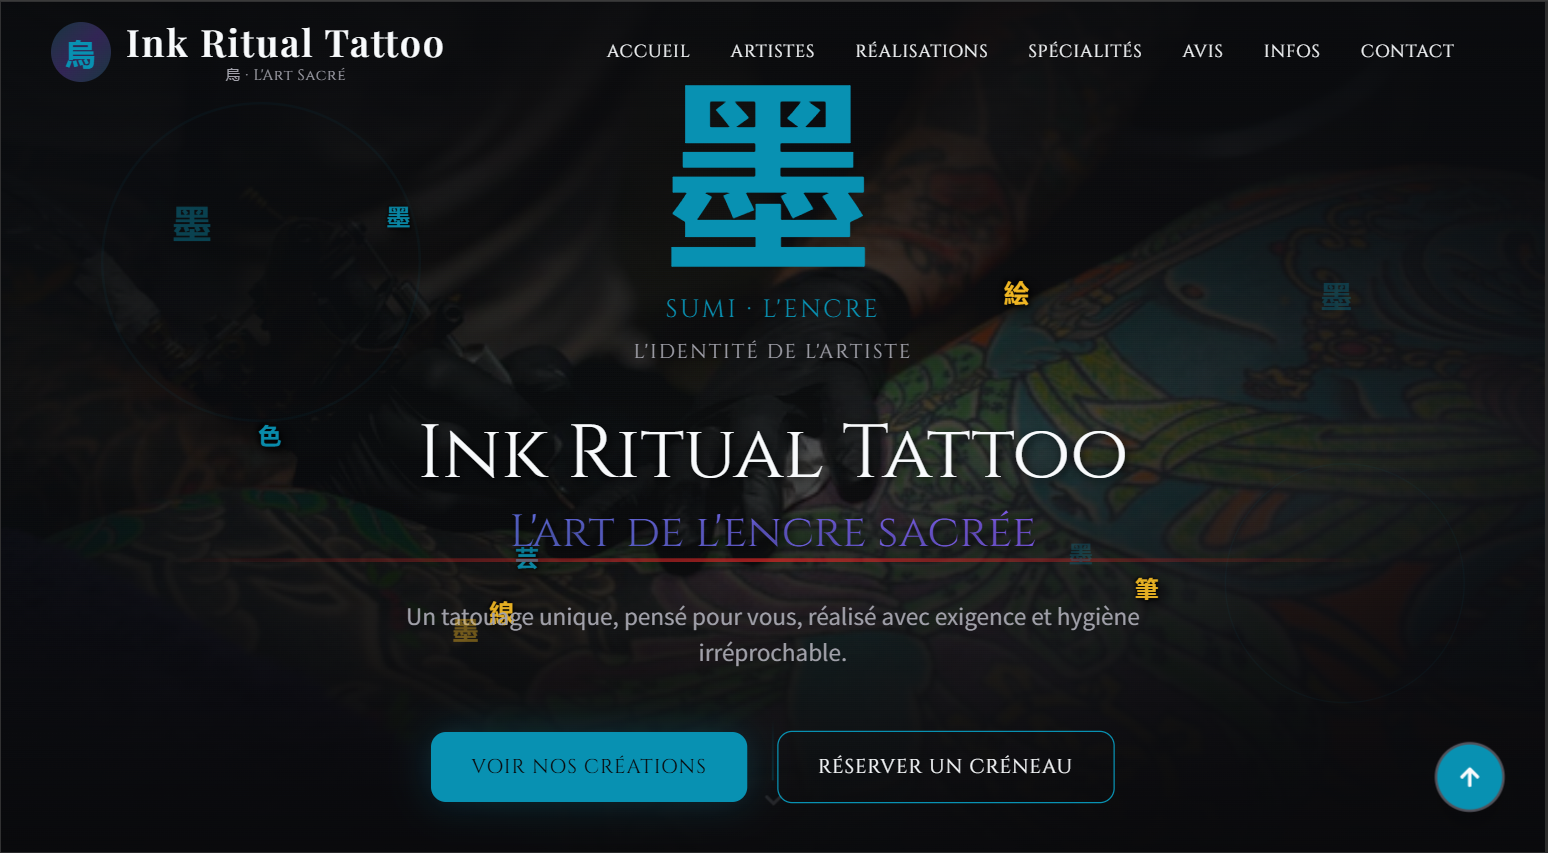 烏
Ink Ritual Tattoo
烏 · L'Art Sacré
ACCUEIL
ARTISTES
RÉALISATIONS
SPÉCIALITÉS
AVIS
INFOS
CONTACT
墨
墨
墨
SUMI · L'ENCRE
絵
墨
L'IDENTITÉ DE L'ARTISTE
Ink Ritual Tattoo
色
L'art de l'encre sacrée
芸
墨
筆
線
Un tatouage unique, pensé pour vous, réalisé avec exigence et hygiène
墨
irréprochable.
VOIR NOS CRÉATIONS
RÉSERVER UN CRÉNEAU